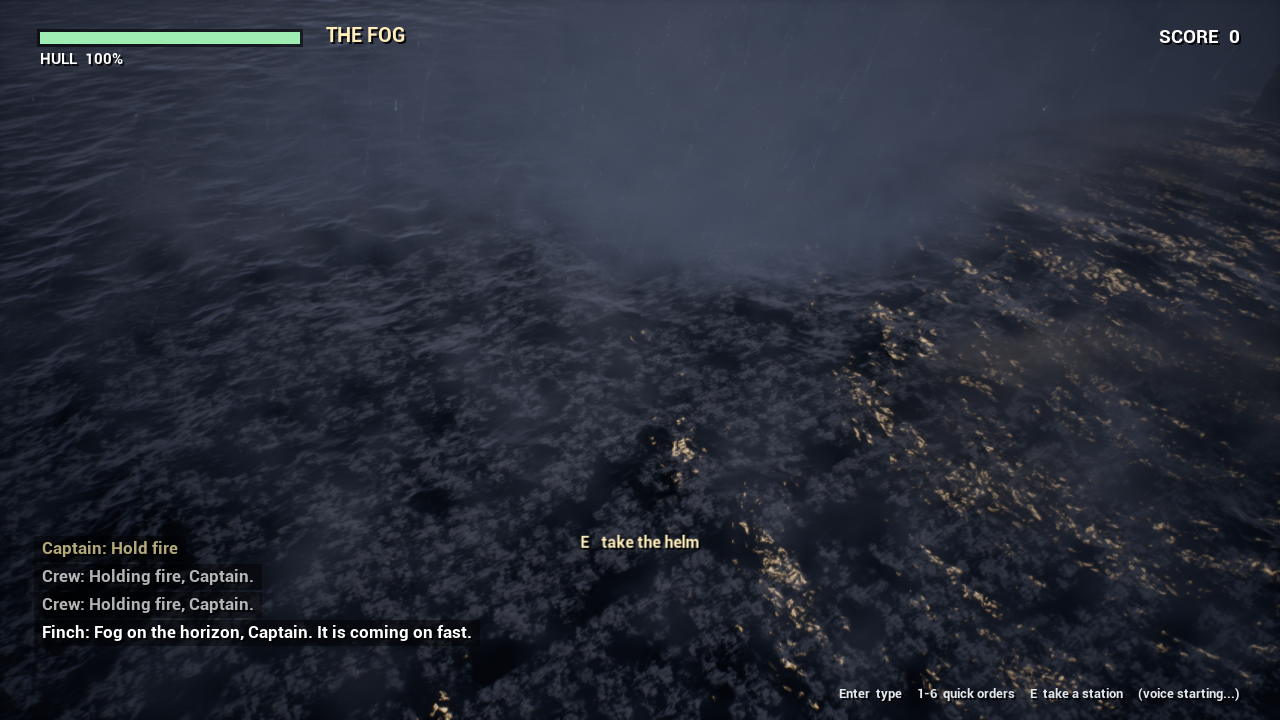 THE FOG
SCORE 0
HULL 100%
E take the helm
Captain: Hold fire
Crew: Holding fire, Captain.
Crew: Holding fire, Captain.
Finch: Fog on the horizon, Captain. It is coming on fast.
Enter type 1-6 quick orders E take a station (voice starting...)